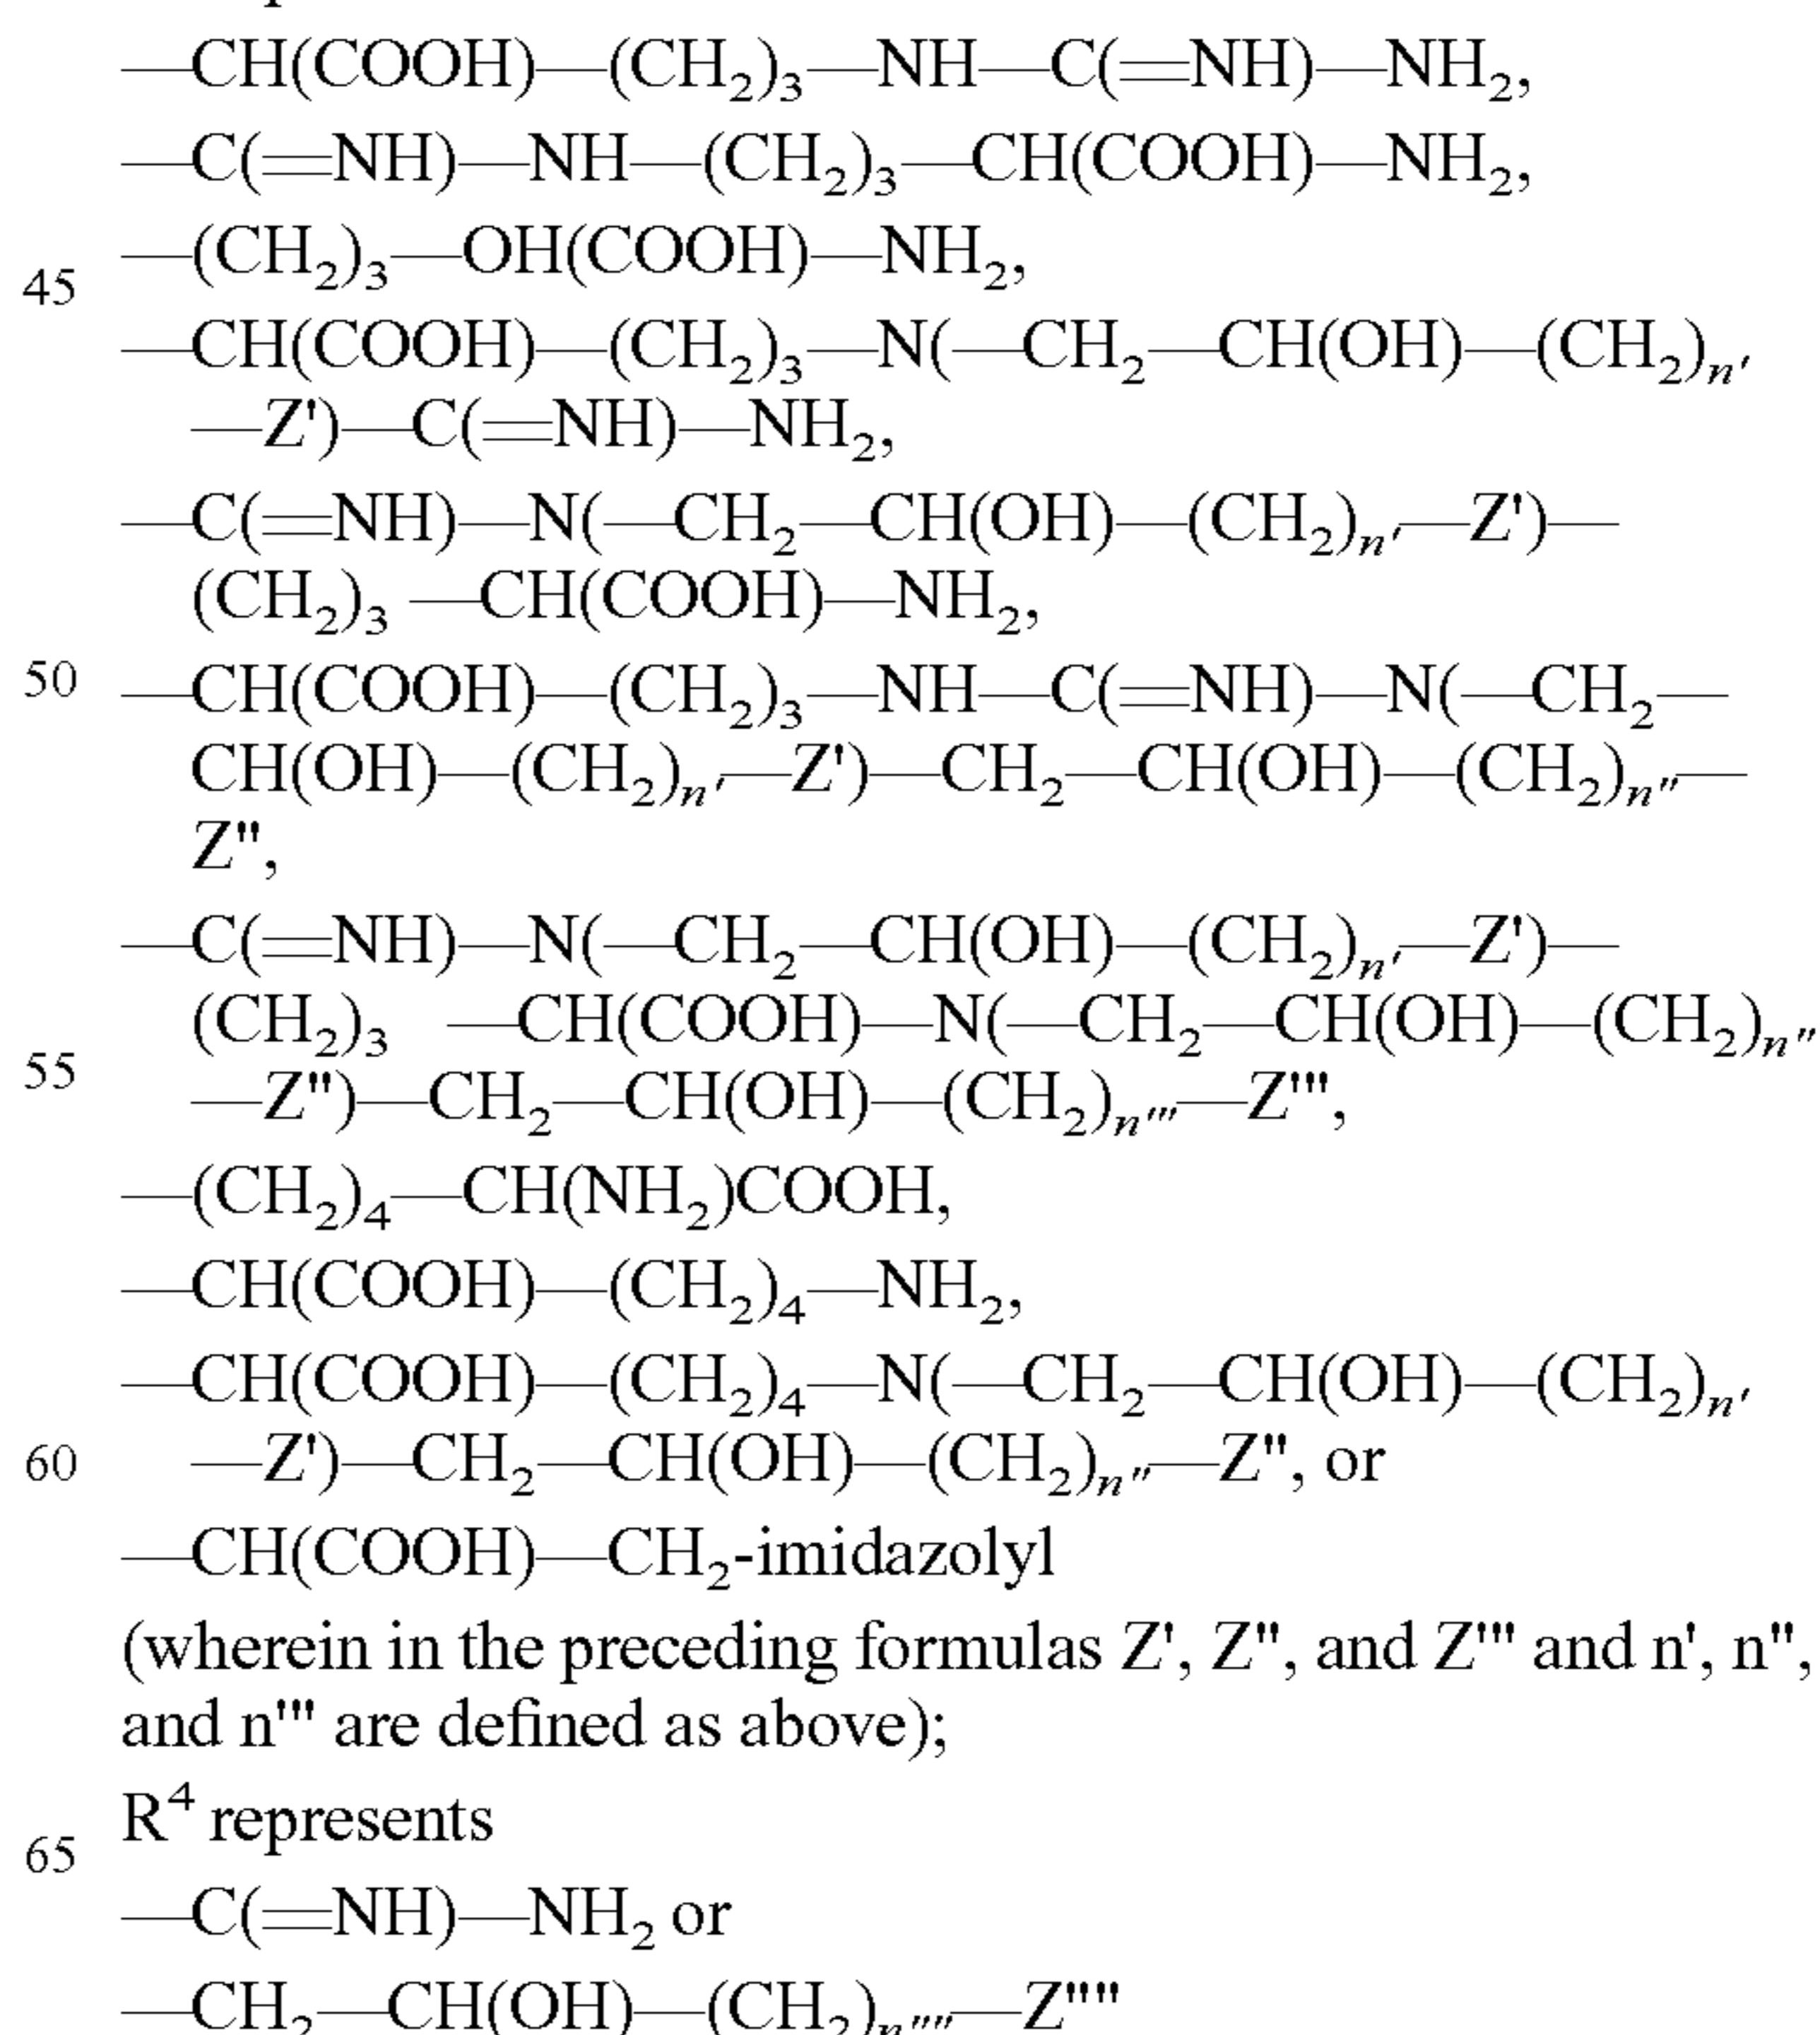 —CH(COOH)—(CH₂)₃—NH—C(=NH)—NH₂,
—C(=NH)—NH—(CH₂)₃—CH(COOH)—NH₂,
—(CH₂)₃—OH(COOH)—NH₂,
45
—CH(COOH)—(CH₂)₃—N(—CH₂—CH(OH)—(CH₂)n'
—Z')—C(=NH)—NH₂,
—C(=NH)—N(—CH₂—CH(OH)—(CH₂)n'—Z')—
(CH₂)₃ —CH(COOH)—NH₂,
50
—CH(COOH)—(CH₂)₃—NH—C(=NH)—N(—CH₂—
CH(OH)—(CH₂)n'—Z')—CH₂—CH(OH)—(CH₂)n"—
Z",
—C(=NH)—N(—CH₂—CH(OH)—(CH₂)n'—Z')—
(CH₂)₃ —CH(COOH)—N(—CH₂—CH(OH)—(CH₂)n"
55
—Z")—CH₂—CH(OH)—(CH₂)n'"—Z'",
—(CH₂)₄—CH(NH₂)COOH,
—CH(COOH)—(CH₂)₄—NH₂,
—CH(COOH)—(CH₂)₄—N(—CH₂—CH(OH)—(CH₂)n'
60 —Z')—CH₂—CH(OH)—(CH₂)n"—Z", or
—CH(COOH)—CH₂-imidazolyl
(wherein in the preceding formulas Z', Z", and Z'" and n', n",
and n'" are defined as above);
R⁴ represents
65
—C(=NH)—NH₂ or
—CH₂—CH(OH)—(CH₂)n""—Z""